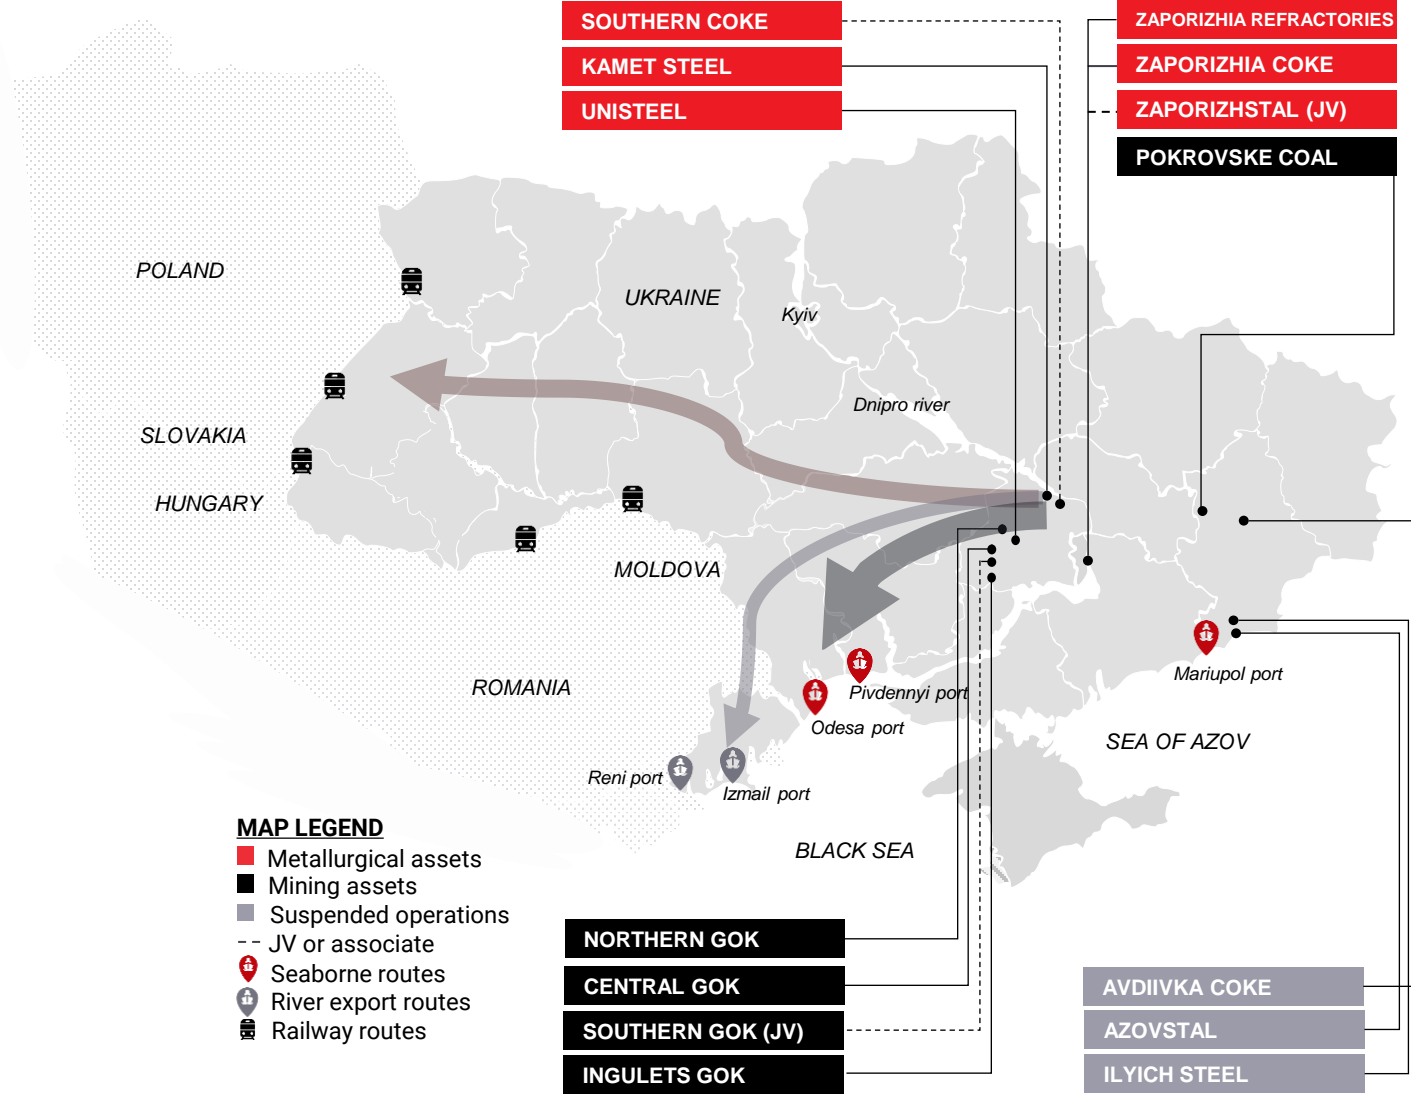 SOUTHERN COKE
KAMET STEEL
UNISTEEL
ZAPORIZHIA REFRACTORIES
ZAPORIZHIA COKE
ZAPORIZHSTAL (JV)
POKROVSKE COAL
POLAND
UKRAINE
Kyiv
Dnipro river
SLOVAKIA
HUNGARY
MOLDOVA
ROMANIA
Mariupol port
Pivdennyi port
Odesa port
SEA OF AZOV
Reni port
Izmail port
BLACK SEA
MAP LEGEND
Metallurgical assets
Mining assets
Suspended operations
JV or associate
Seaborne routes
River export routes
Railway routes
NORTHERN GOK
CENTRAL GOK
SOUTHERN GOK (JV)
INGULETS GOK
AVDIIVKA COKE
AZOVSTAL
ILYICH STEEL